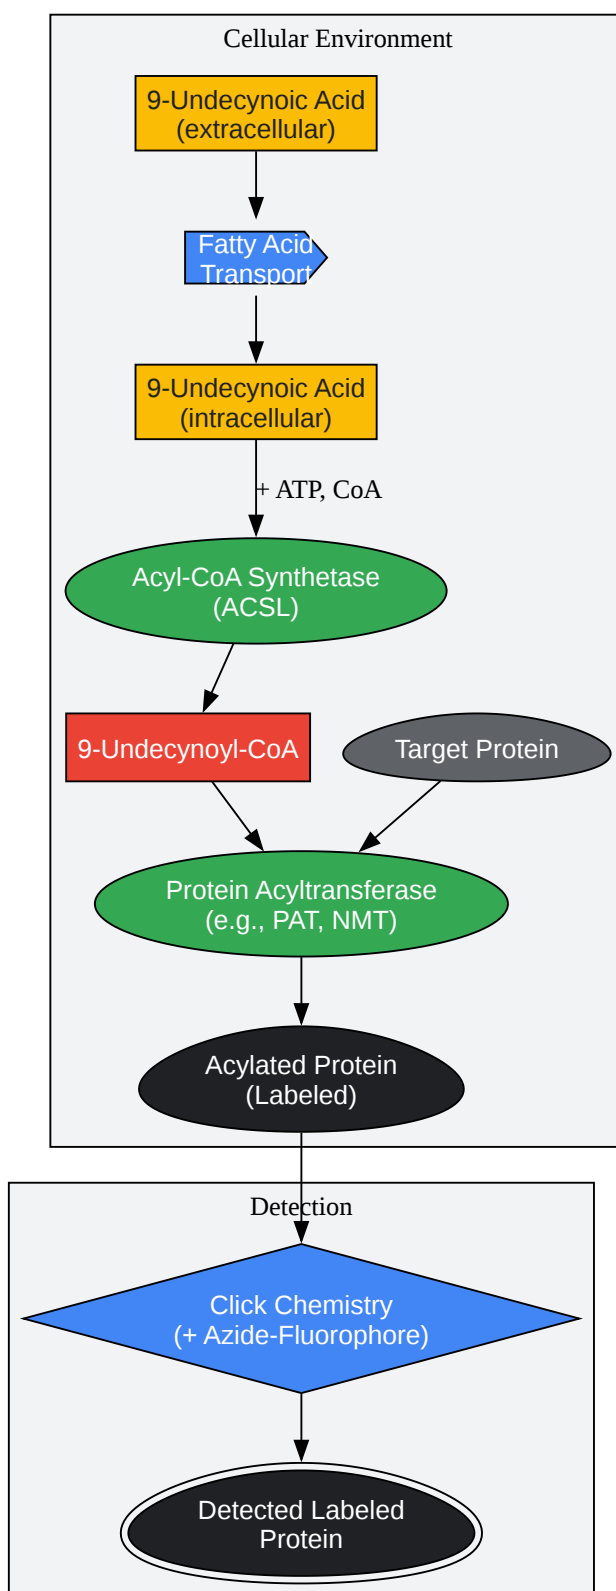 Cellular Environment
9-Undecynoic Acid
(extracellular)
Fatty Acid
Transport
9-Undecynoic Acid
(intracellular)
+ ATP, CoA
Acyl-CoA Synthetase
(ACSL)
9-Undecynoyl-CoA
Target Protein
Protein Acyltransferase
(e.g., PAT, NMT)
Acylated Protein
(Labeled)
Detection
Click Chemistry
(+ Azide-Fluorophore)
Detected Labeled
Protein